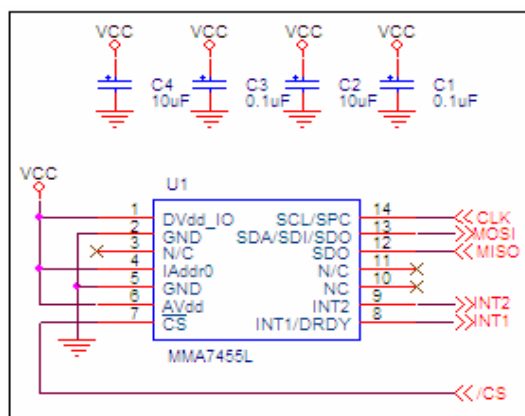 VCC VCC VCC VCC
C4 10uF
C3 0.1uF
C2 10uF
C1 0.1uF
VCC
U1
1 DVdd_IO SCL/SPC 14 CLK
2 GND SDA/SDI/SDO 13 MOSI
3 N/C SDO 12 MISO
4 IAddr0 N/C 11
5 GND NC 10
6 AVdd INT2 9 INT2
7 CS INT1/DRDY 8 INT1
MMA7455L
/CS